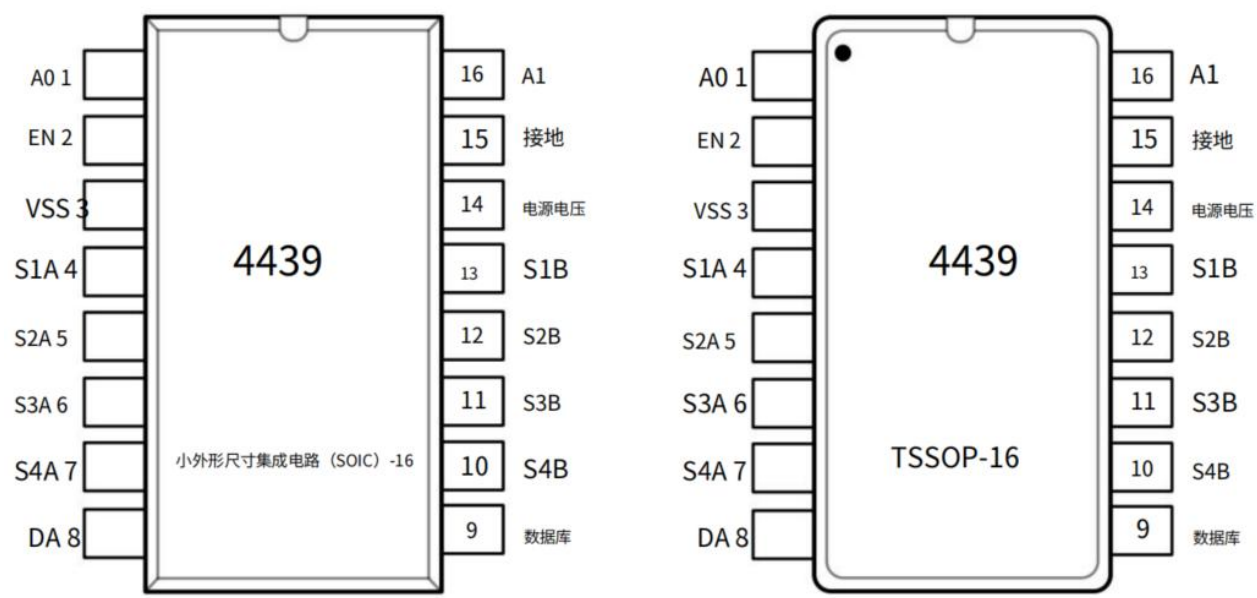 A0 1
16 A1
EN 2
15 接地
VSS 3
14 电源电压
S1A 4
4439
13 S1B
S2A 5
12 S2B
S3A 6
11 S3B
S4A 7
小外形尺寸集成电路（SOIC）-16
10 S4B
DA 8
9 数据库
A0 1
16 A1
EN 2
15 接地
VSS 3
14 电源电压
S1A 4
4439
13 S1B
S2A 5
12 S2B
S3A 6
11 S3B
S4A 7
TSSOP-16
10 S4B
DA 8
9 数据库